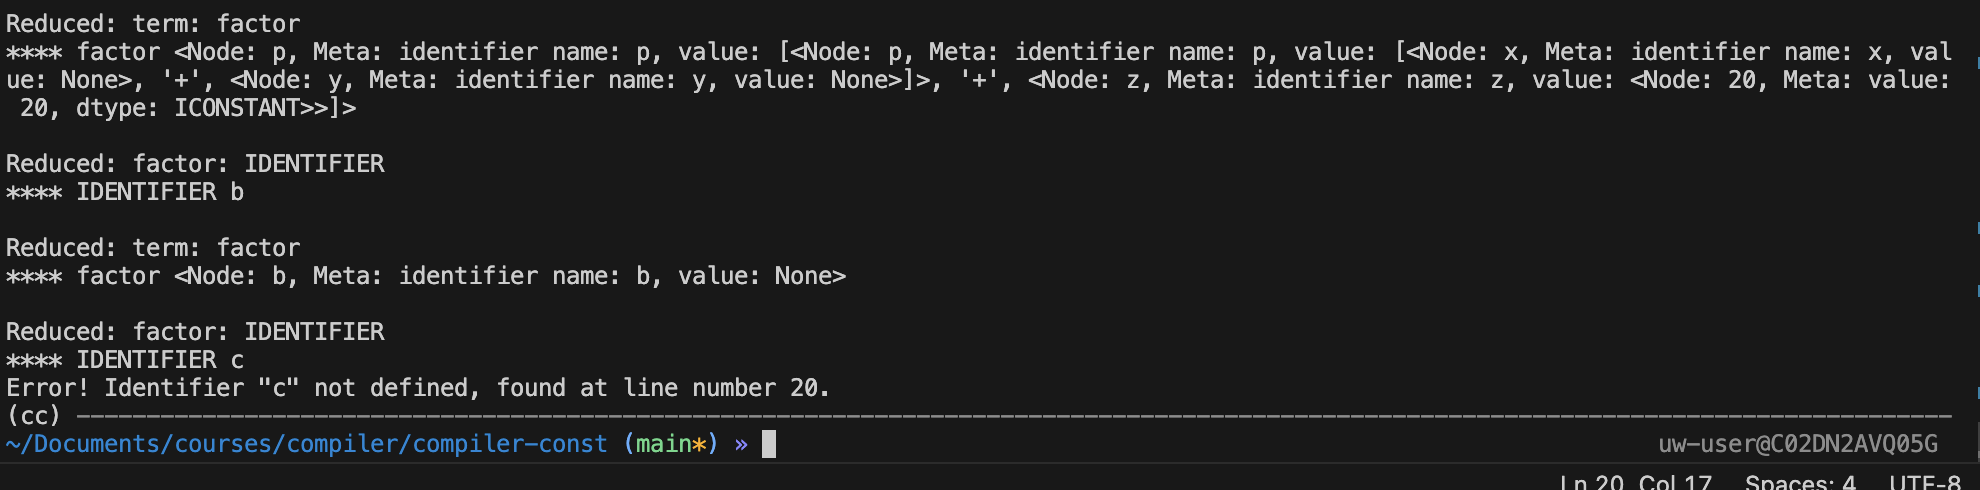 Reduced: term: factor
**** factor <Node: p, Meta: identifier name: p, value: [<Node: p, Meta: identifier name: p, value: [<Node: x, Meta: identifier name: x, val
ue: None>, '+', <Node: y, Meta: identifier name: y, value: None>]>, '+', <Node: z, Meta: identifier name: z, value: <Node: 20, Meta: value:
 20, dtype: ICONSTANT>>]>
Reduced: factor: IDENTIFIER
**** IDENTIFIER b
Reduced: term: factor
**** factor <Node: b, Meta: identifier name: b, value: None>
Reduced: factor: IDENTIFIER
**** IDENTIFIER c
Error! Identifier "c" not defined, found at line number 20.
(cc)
~/Documents/courses/compiler/compiler-const (main*) » uw-user@C02DN2AVQ05G
Ln 20, Col 17 Spaces: 4 UTF-8